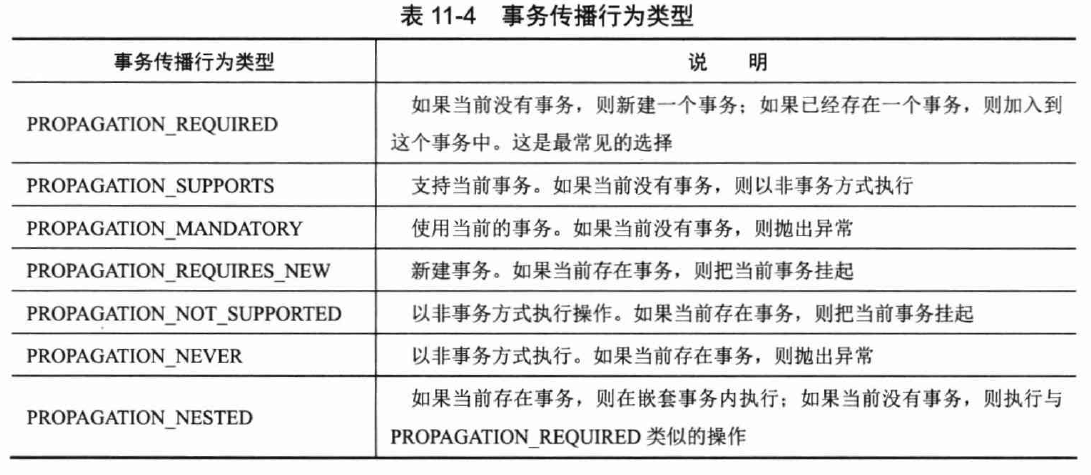 表 11-4 事务传播行为类型
事务传播行为类型 说 明
PROPAGATION_REQUIRED 如果当前没有事务，则新建一个事务；如果已经存在一个事务，则加入到
这个事务中。这是最常见的选择
PROPAGATION_SUPPORTS 支持当前事务。如果当前没有事务，则以非事务方式执行
PROPAGATION_MANDATORY 使用当前的事务。如果当前没有事务，则抛出异常
PROPAGATION_REQUIRES_NEW 新建事务。如果当前存在事务，则把当前事务挂起
PROPAGATION_NOT_SUPPORTED 以非事务方式执行操作。如果当前存在事务，则把当前事务挂起
PROPAGATION_NEVER 以非事务方式执行。如果当前存在事务，则抛出异常
PROPAGATION_NESTED 如果当前存在事务，则在嵌套事务内执行；如果当前没有事务，则执行与
PROPAGATION_REQUIRED 类似的操作